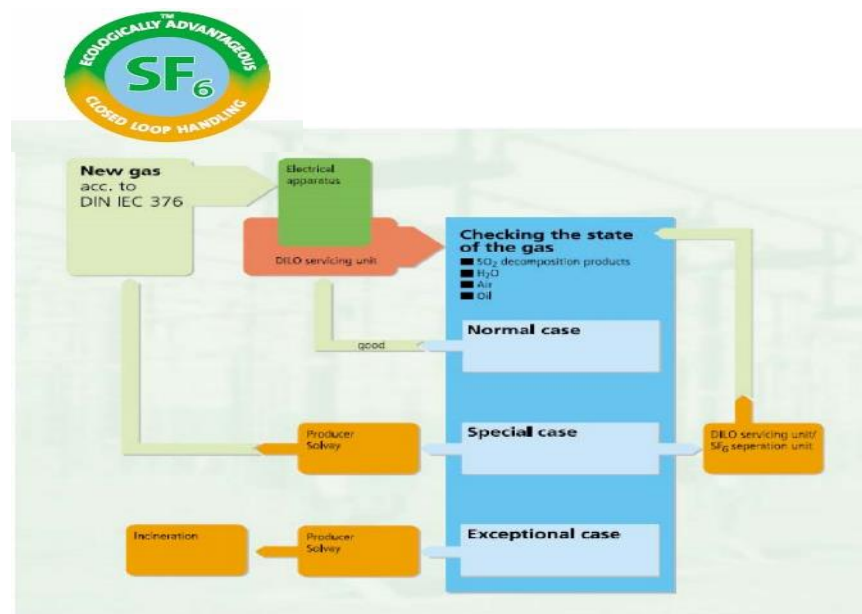 ECOLOGICALLY ADVANTAGEOUS™
SF6
CLOSED LOOP HANDLING
New gas
acc. to
DIN IEC 376
Electrical
apparatus
DILO servicing unit
Checking the state
of the gas
■ SO2 decomposition products
■ H2O
■ Air
■ Oil
Normal case
good
Special case
Producer
Solvay
DILO servicing unit/
SF6 seperation unit
Exceptional case
Producer
Solvay
Incineration